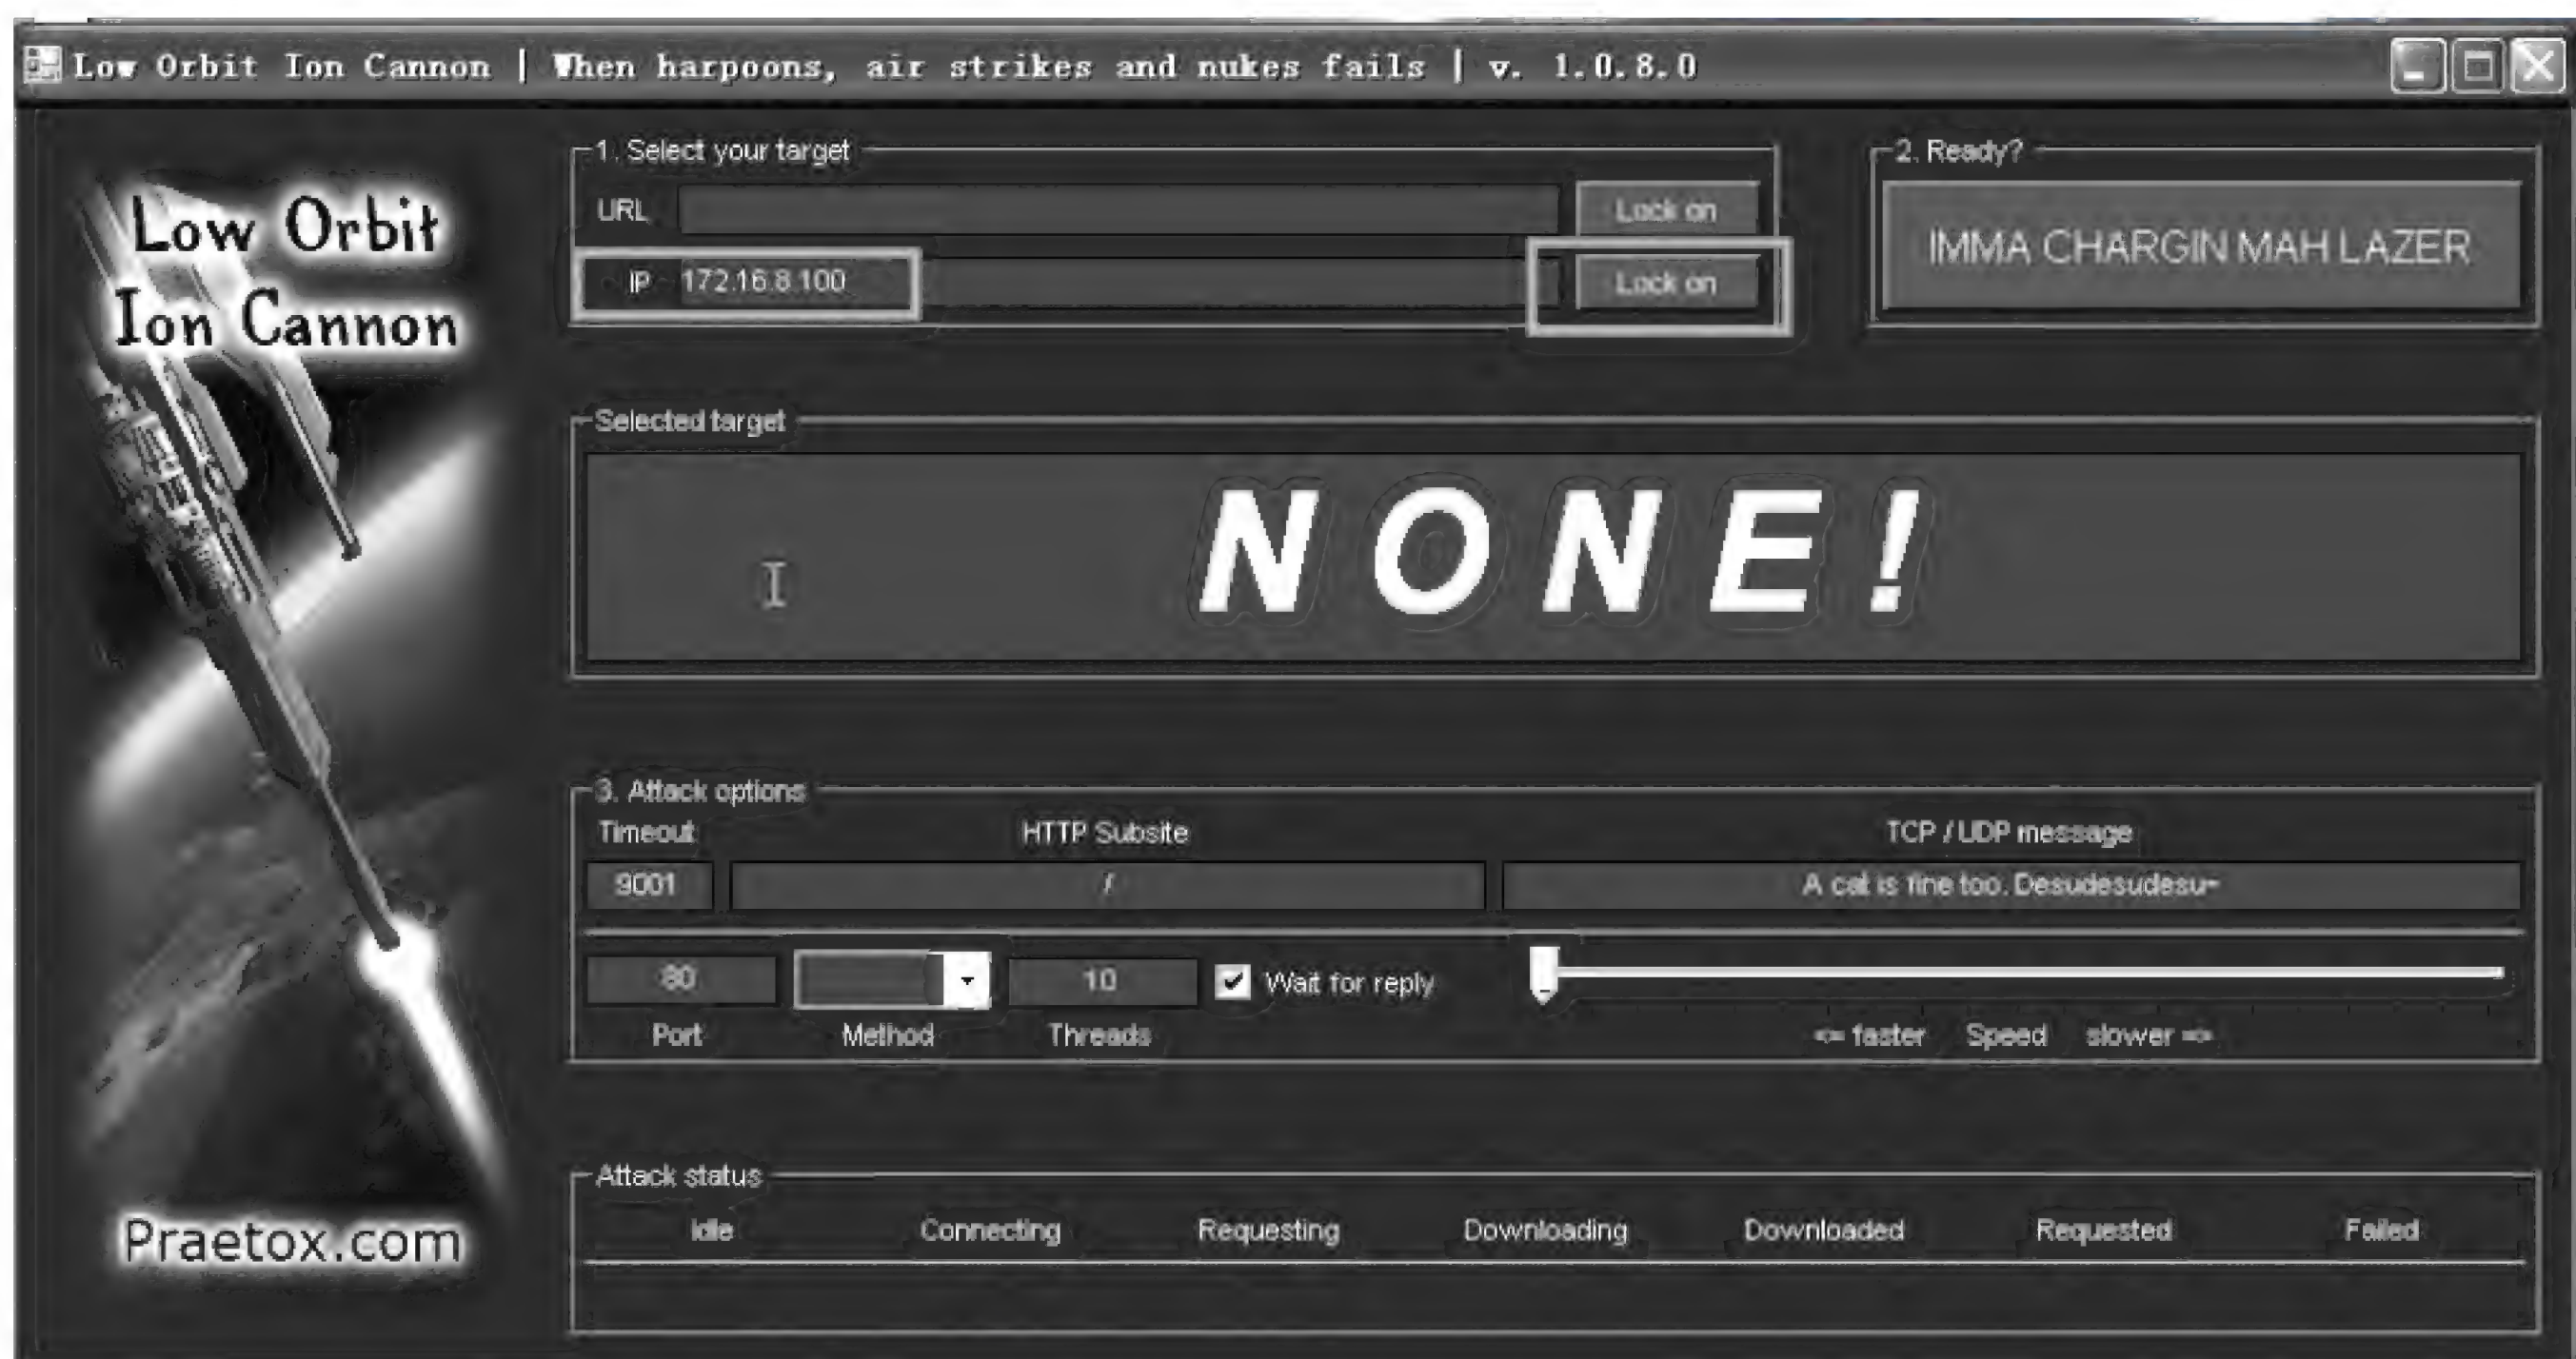 Low Orbit Ion Cannon | When harpoons, air strikes and nukes fails | v. 1.0.8.0
Low Orbit
Ion Cannon
1. Select your target
URL
Lock on
IP 172.16.8.100
Lock on
2. Ready?
IMMA CHARGIN MAH LAZER
Selected target
NONE!
3. Attack options
Timeout HTTP Subsite TCP / UDP message
9001 / A cat is fine too. Desudesudesu~
80 10 Wait for reply
Port Method Threads <= faster Speed slower =>
Attack status
Idle Connecting Requesting Downloading Downloaded Requested Failed
Praetox.com